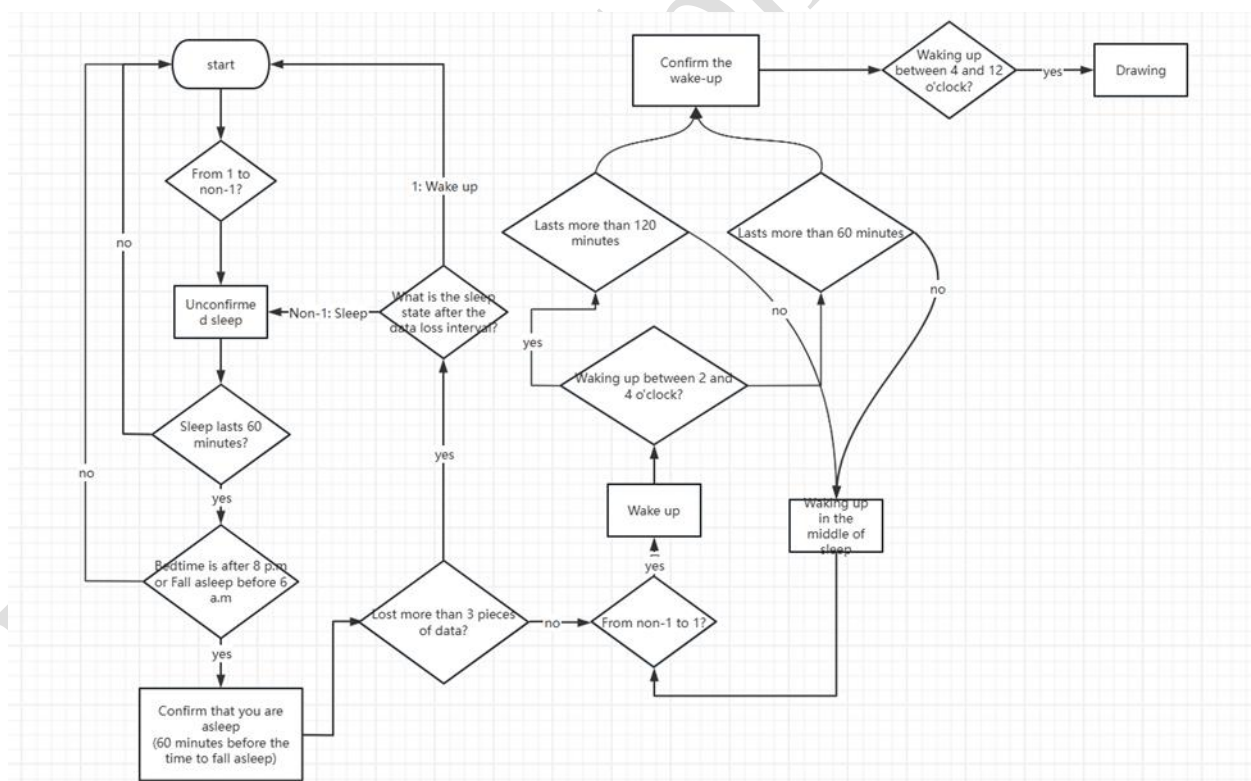 start
From 1 to
non-1?
Unconfirme
d sleep
Sleep lasts 60
minutes?
yes
no
Bedtime is after 8 p.m
or Fall asleep before 6
a.m
no
yes
Confirm that you are
asleep
(60 minutes before the
time to fall asleep)
Lost more than 3 pieces
of data?
yes
What is the sleep
state after the
data loss interval?
Non-1: Sleep
1: Wake up
no
From non-1 to 1?
yes
Wake up
Waking up between 2 and
4 o'clock?
yes
Lasts more than 120
minutes
no
Lasts more than 60 minutes
no
Waking up
in the
middle of
sleep
Confirm the
wake-up
Waking up
between 4 and 12
o'clock?
yes
Drawing